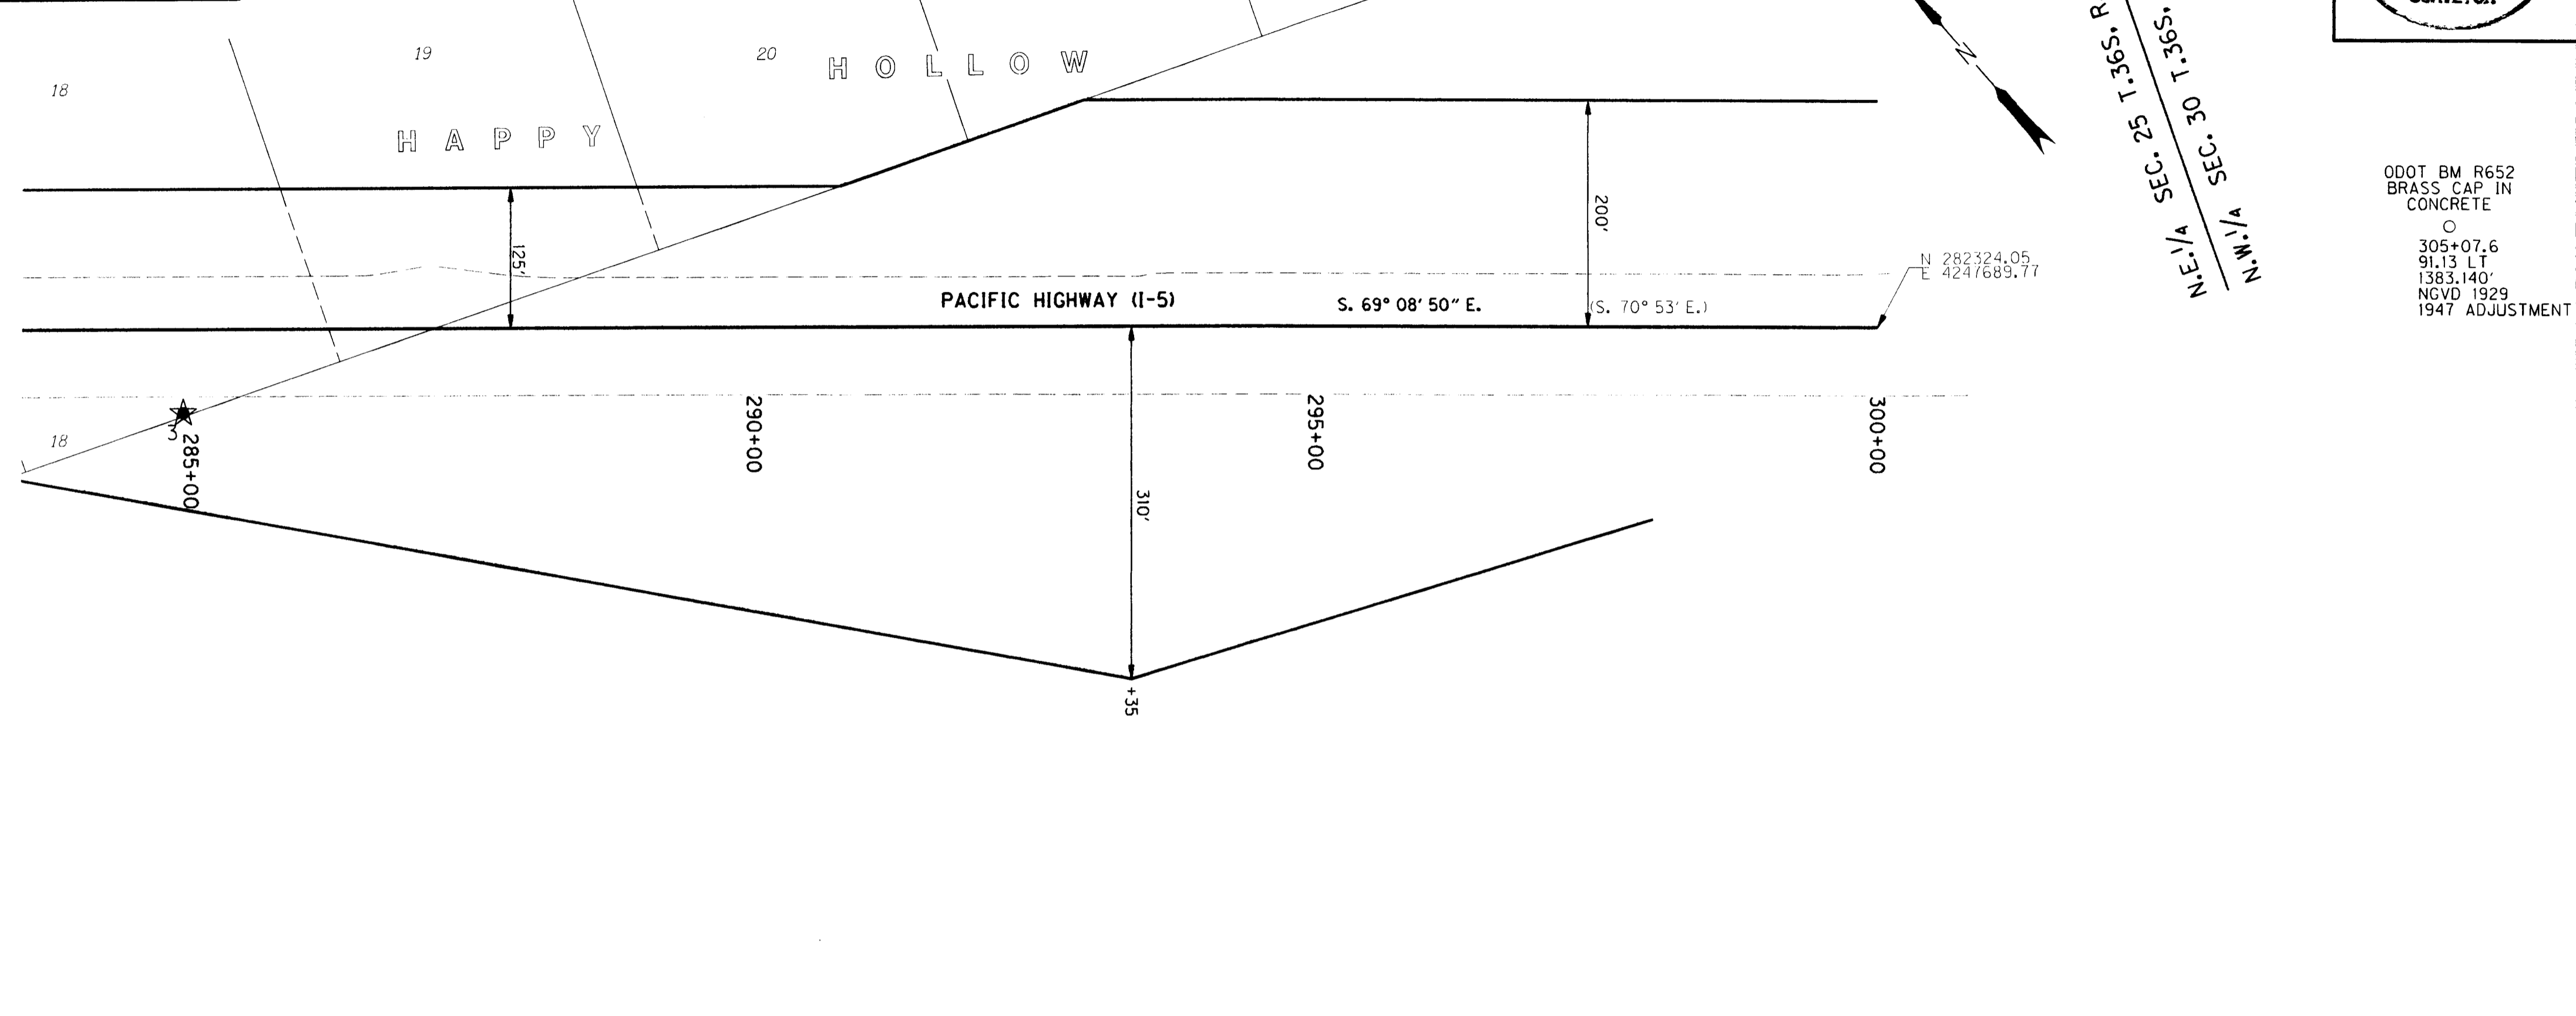 18
19
20
HAPPY
HOLLOW
N
N.E.1/4 SEC. 25 T.36S. R
N.W.1/4 SEC. 30 T.36S.
ODOT BM R652
BRASS CAP IN
CONCRETE
305+07.6
91.13 LT
1383.140'
NGVD 1929
1947 ADJUSTMENT
125'
200'
N 282324.05
E 4247689.77
PACIFIC HIGHWAY (I-5)
S. 69° 08' 50" E.
(S. 70° 53' E.)
18
3
285+00
290+00
295+00
300+00
310'
+35